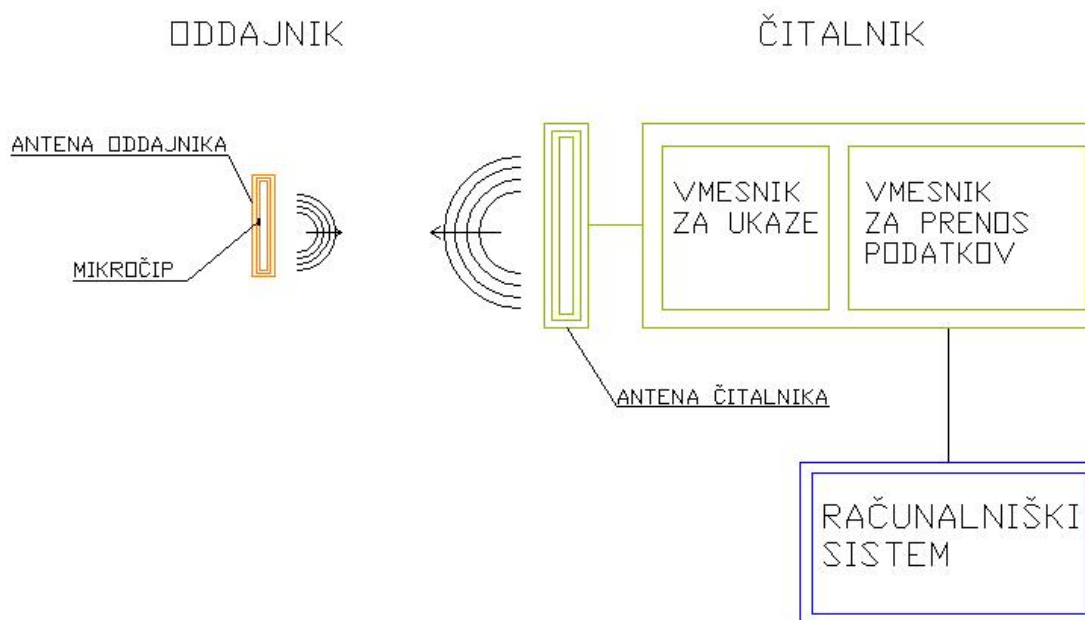 ODDAJNIK
ČITALNIK
ANTENA ODDAJNIKA
MIKROČIP
VMESNIK
ZA UKAZE
VMESNIK
ZA PRENOS
PODATKOV
ANTENA ČITALNIKA
RAČUNALNIŠKI
SISTEM